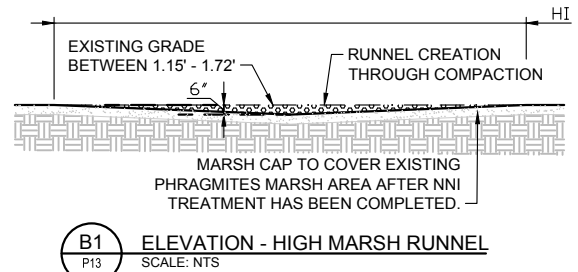 HI
EXISTING GRADE
BETWEEN 1.15' - 1.72'
RUNNEL CREATION
THROUGH COMPACTION
6"
MARSH CAP TO COVER EXISTING
PHRAGMITES MARSH AREA AFTER NNI
TREATMENT HAS BEEN COMPLETED.
B1
P13
ELEVATION - HIGH MARSH RUNNEL
SCALE: NTS